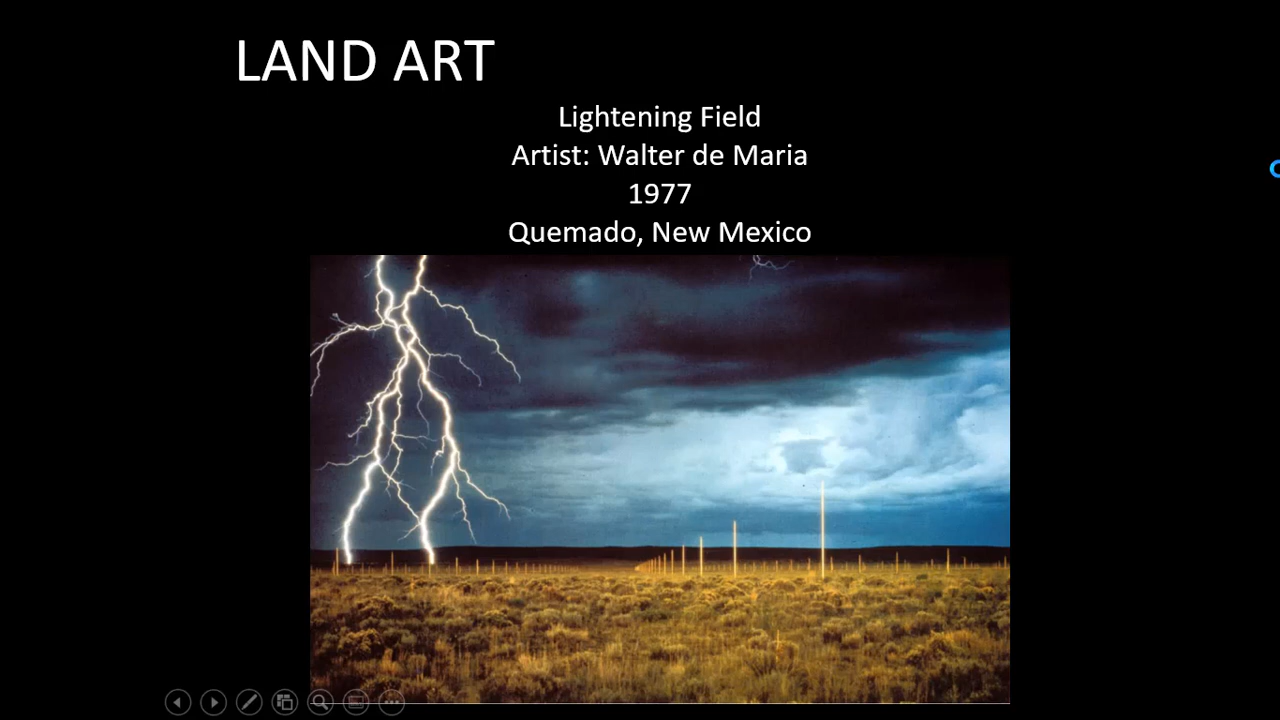 LAND ART
Lightening Field
Artist: Walter de Maria
1977
Quemado, New Mexico